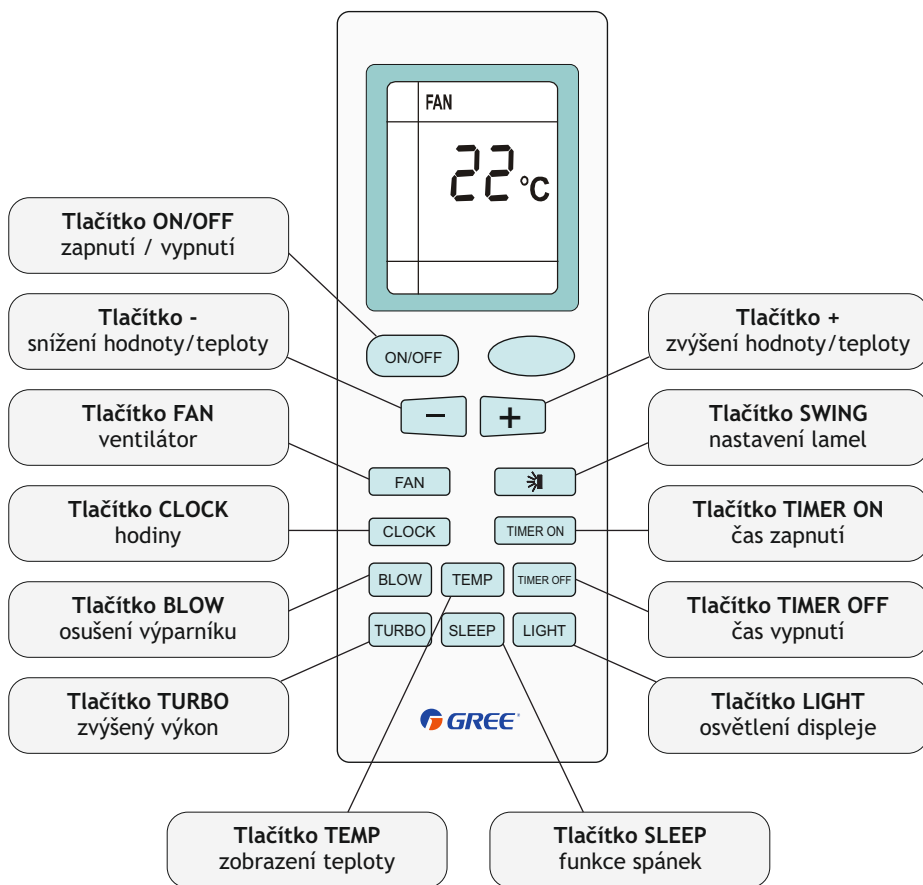 FAN
22 °C
Tlačítko ON/OFF
zapnutí / vypnutí
Tlačítko -
snížení hodnoty/teploty
Tlačítko FAN
ventilátor
Tlačítko CLOCK
hodiny
Tlačítko BLOW
osušení výparníku
Tlačítko TURBO
zvýšený výkon
ON/OFF
− +
FAN
CLOCK TIMER ON
BLOW TEMP TIMER OFF
TURBO SLEEP LIGHT
GREE
Tlačítko +
zvýšení hodnoty/teploty
Tlačítko SWING
nastavení lamel
Tlačítko TIMER ON
čas zapnutí
Tlačítko TIMER OFF
čas vypnutí
Tlačítko LIGHT
osvětlení displeje
Tlačítko TEMP
zobrazení teploty
Tlačítko SLEEP
funkce spánek